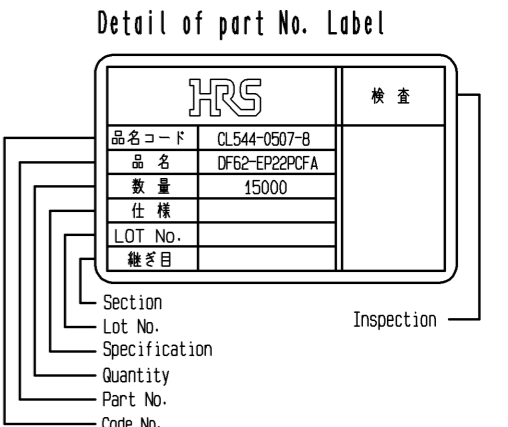 Detail of part No. Label
HRS
検査
品名コード CL544-0507-8
品名 DF62-EP22PCFA
数量 15000
仕様
LOT No.
継ぎ目
Section
Lot No.
Inspection
Specification
Quantity
Part No.
Code No.